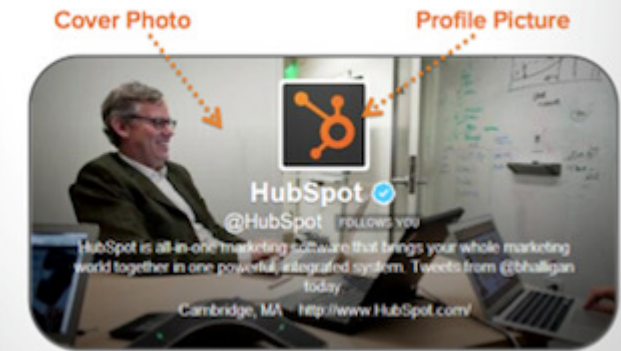 Cover Photo
Profile Picture
HubSpot
@HubSpot FOLLOWS YOU
HubSpot is all-in-one marketing software that brings your whole marketing
world together in one powerful, integrated system. Tweets from @bhalligan
today
Cambridge, MA http://www.HubSpot.com/